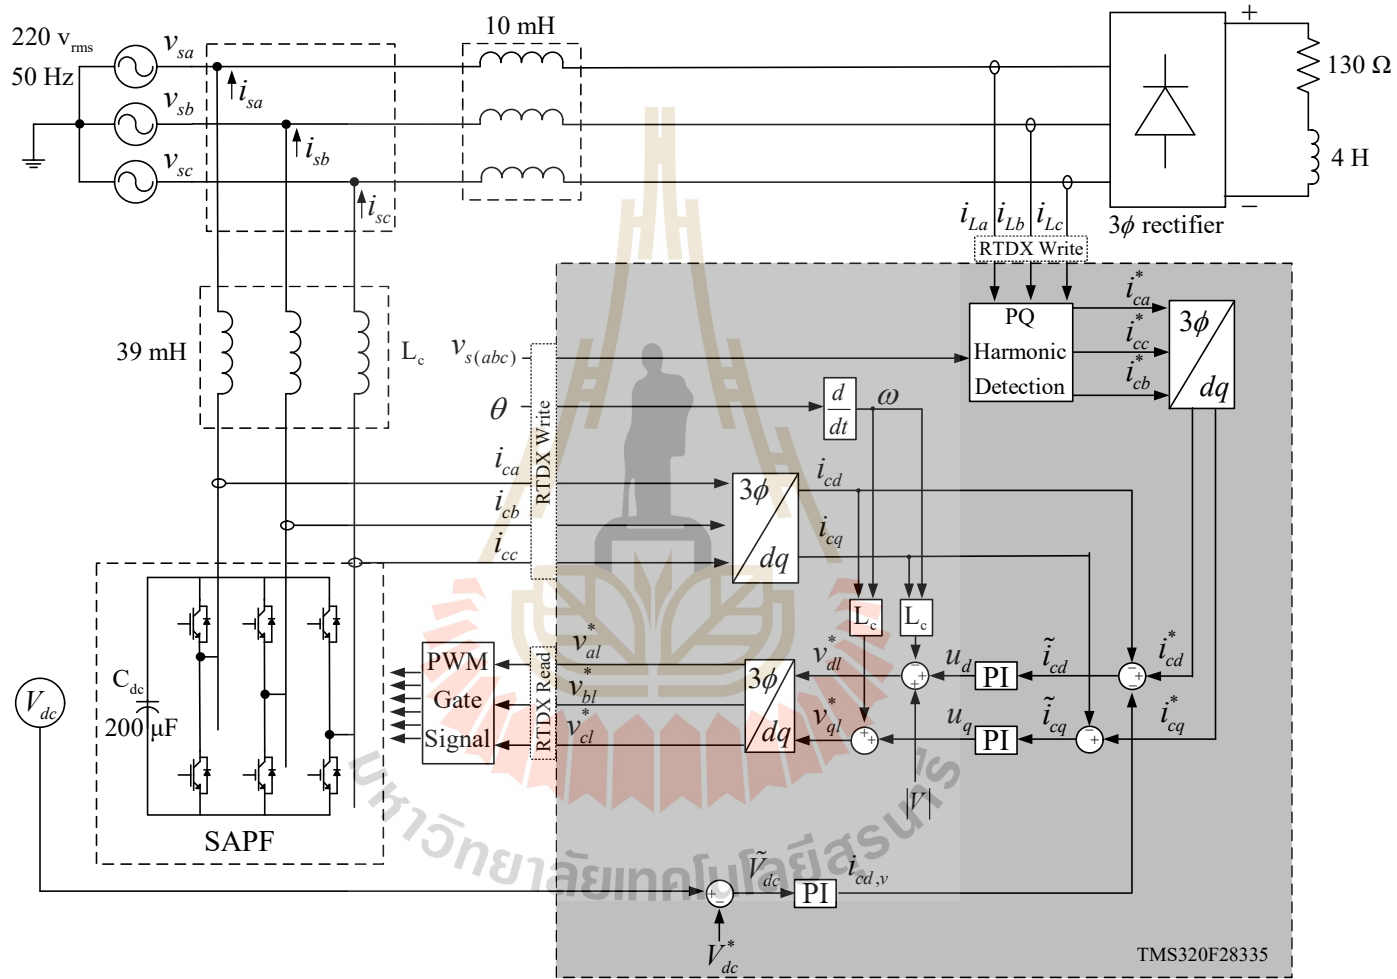 220 v_rms
50 Hz
v_sa
v_sb
v_sc
i_sa
i_sb
i_sc
10 mH
+
130 Ω
4 H
−
3ϕ rectifier
i_La i_Lb i_Lc
RTDX Write
PQ
Harmonic
Detection
i*_ca
i*_cc
i*_cb
3ϕ
dq
39 mH
L_c
v_s(abc)
θ
RTDX Write
d
dt
ω
i_ca
i_cb
i_cc
3ϕ
dq
i_cd
i_cq
L_c
L_c
C_dc
200 μF
SAPF
V_dc
PWM
Gate
Signal
RTDX Read
v*_al
v*_bl
v*_cl
3ϕ
dq
v*_dl
v*_ql
u_d
u_q
PI
PI
ĩ_cd
ĩ_cq
i*_cd
i*_cq
|V|
Ṽ_dc
PI
i_cd,v
V*_dc
TMS320F28335
มหาวิทยาลัยเทคโนโลยีสุรนารี